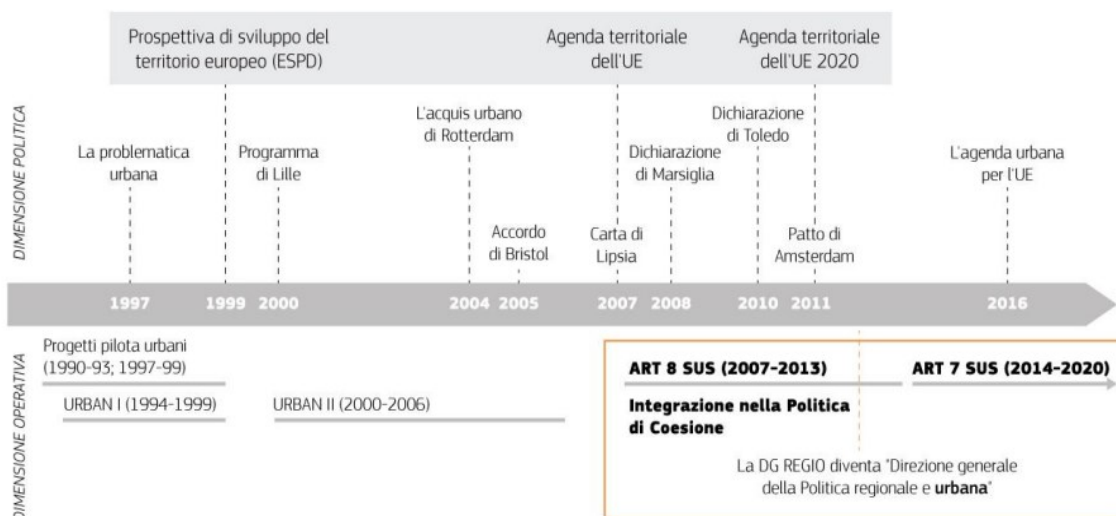 Prospettiva di sviluppo del
territorio europeo (ESPD)
Agenda territoriale
dell'UE
Agenda territoriale
dell'UE 2020
DIMENSIONE POLITICA
La problematica
urbana
Programma
di Lille
L'acquis urbano
di Rotterdam
Accordo
di Bristol
Carta di
Lipsia
Dichiarazione
di Marsiglia
Dichiarazione
di Toledo
Patto di
Amsterdam
L'agenda urbana
per l'UE
1997 1999 2000 2004 2005 2007 2008 2010 2011 2016
DIMENSIONE OPERATIVA
Progetti pilota urbani
(1990-93; 1997-99)
URBAN I (1994-1999)
URBAN II (2000-2006)
ART 8 SUS (2007-2013)
ART 7 SUS (2014-2020)
Integrazione nella Politica
di Coesione
La DG REGIO diventa "Direzione generale
della Politica regionale e urbana"